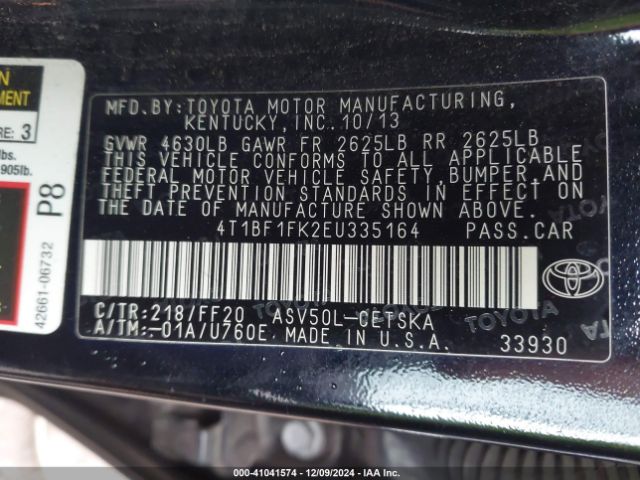 MFD.BY:TOYOTA MOTOR MANUFACTURING,
KENTUCKY,INC.10/13
GVWR 4630LB GAWR FR 2625LB RR 2625LB
THIS VEHICLE CONFORMS TO ALL APPLICABLE
FEDERAL MOTOR VEHICLE SAFETY, BUMPER,AND
THEFT PREVENTION STANDARDS IN EFFECT ON
THE DATE OF MANUFACTURE SHOWN ABOVE.
4T1BF1FK2EU335164 PASS.CAR
C/TR:218/FF20 ASV50L-CETSKA
A/TM:-01A/U760E MADE IN U.S.A. 33930
TOYOTA
3
lbs.
905lb.
P8
42661-06732
000-41041574 | 12/09/2024 | IAA Inc.